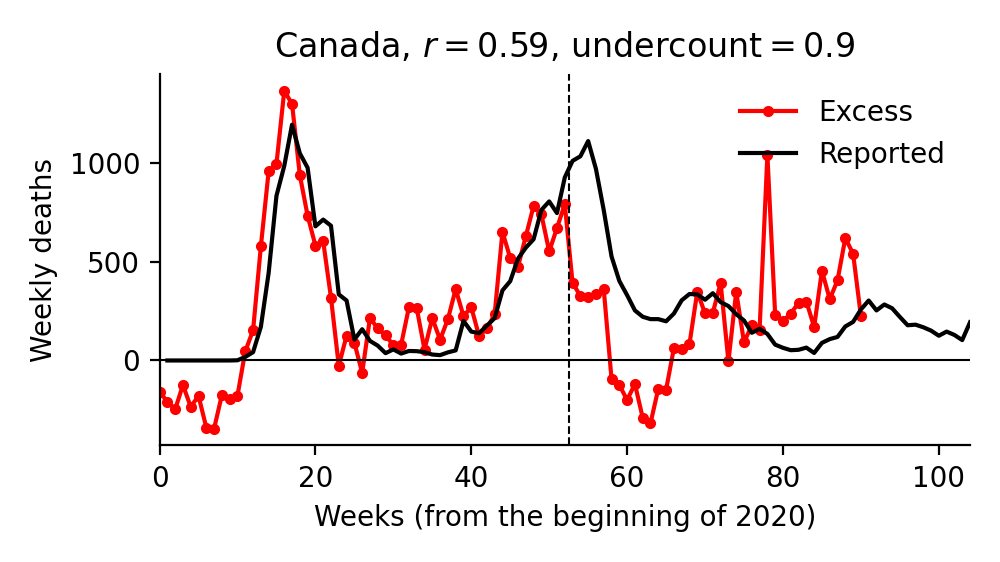 Canada, r = 0.59, undercount = 0.9
Excess
Reported
Weekly deaths
1000
500
0
0 20 40 60 80 100
Weeks (from the beginning of 2020)